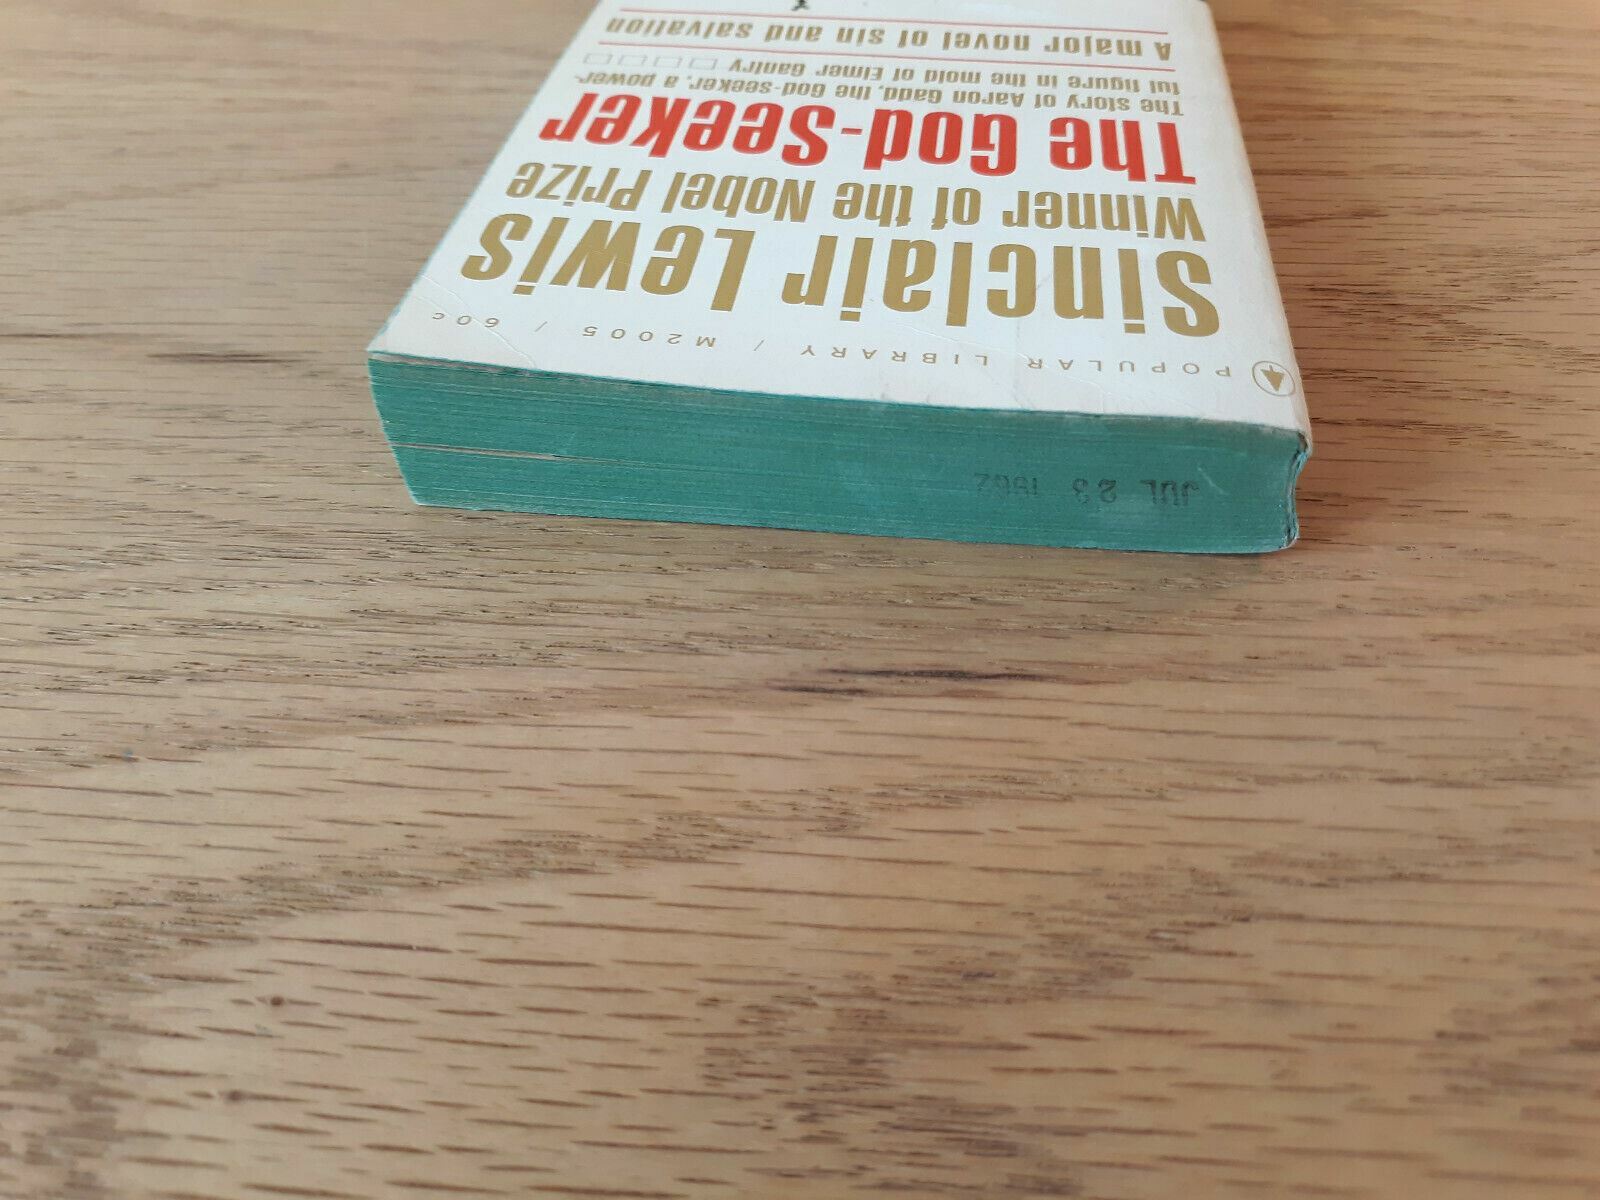 POPULAR LIBRARY / M2005 / 60c
Sinclair Lewis
Winner of the Nobel Prize
The God-Seeker
The story of Aaron Gadd, the God-seeker, a power-
ful figure in the mold of Elmer Gantry
A major novel of sin and salvation
JUL 23 1962